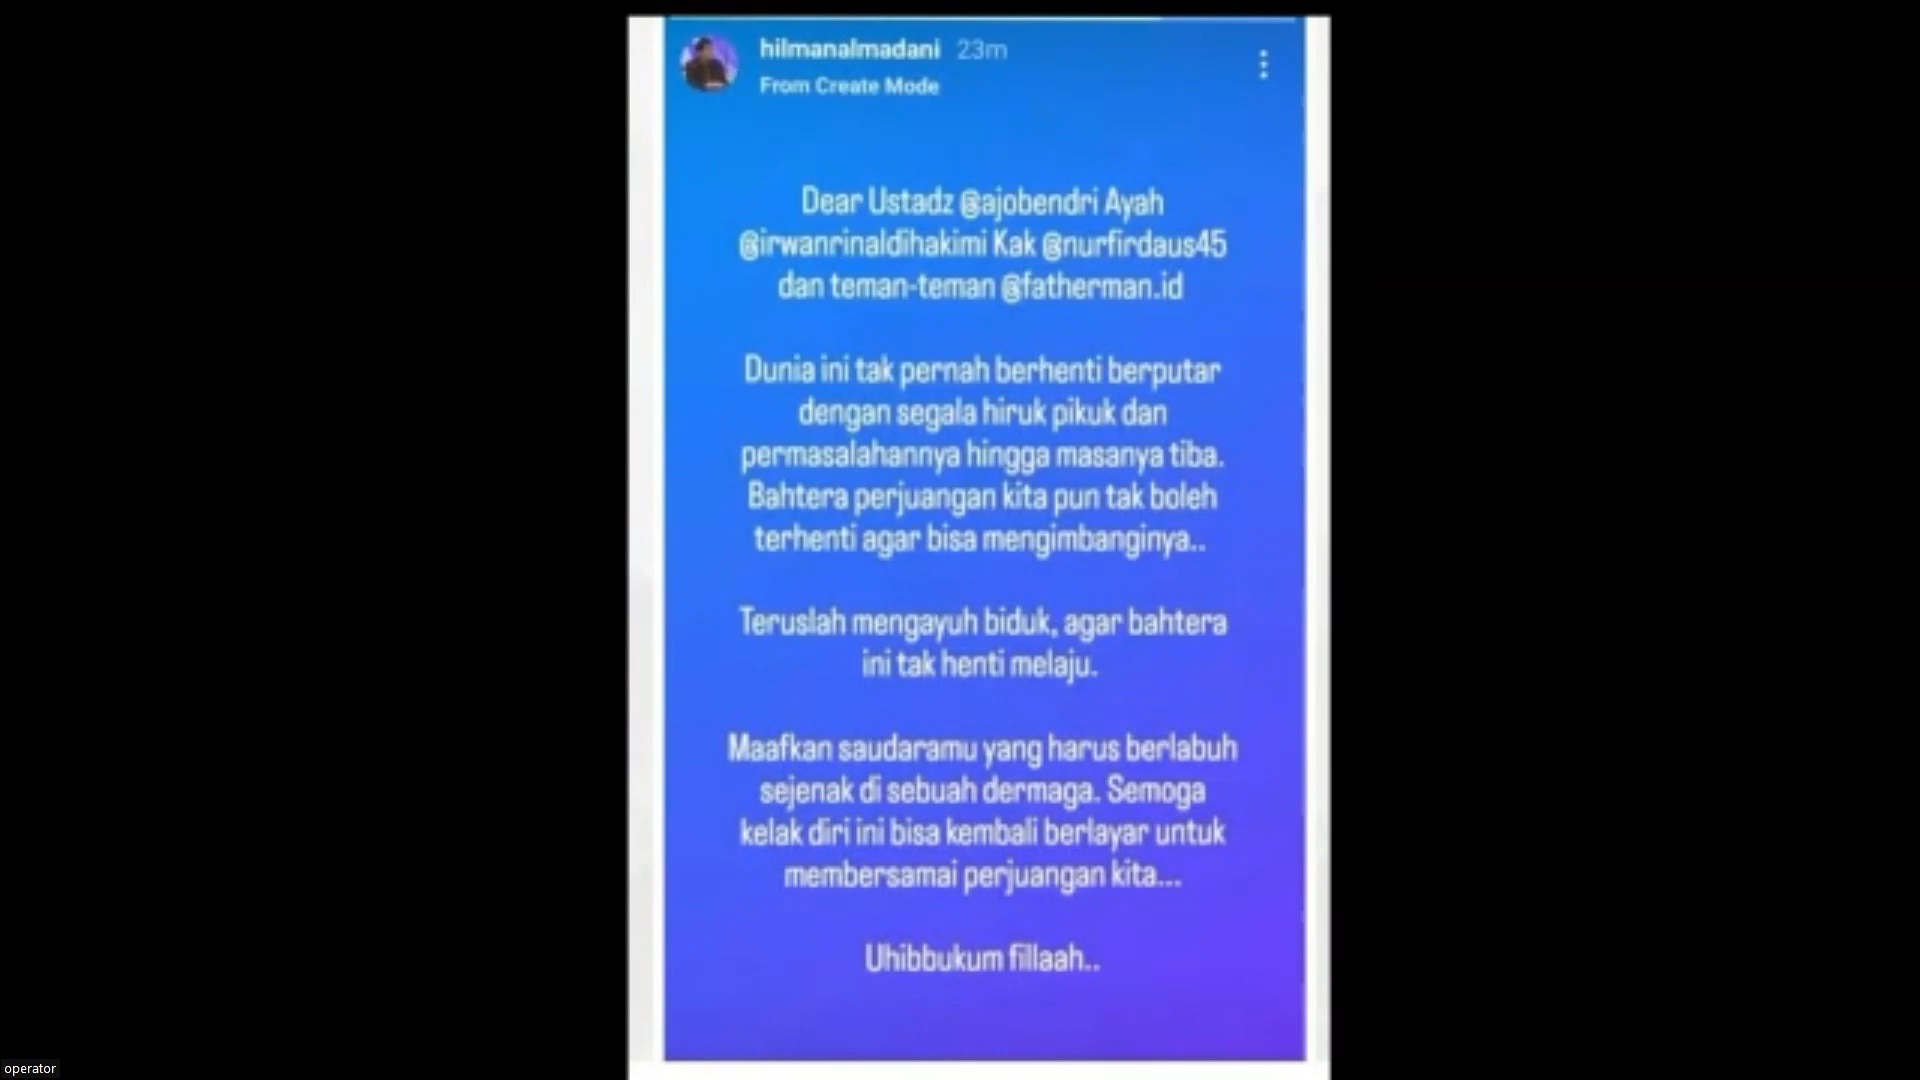 hilmanalmadani 23m
From Create Mode
Dear Ustadz @ajobendri Ayah
@irwanrinaldihakimi Kak @nurfirdaus45
dan teman-teman @fatherman.id
Dunia ini tak pernah berhenti berputar
dengan segala hiruk pikuk dan
permasalahannya hingga masanya tiba.
Bahtera perjuangan kita pun tak boleh
terhenti agar bisa mengimbanginya..
Teruslah mengayuh biduk, agar bahtera
ini tak henti melaju.
Maafkan saudaramu yang harus berlabuh
sejenak di sebuah dermaga. Semoga
kelak diri ini bisa kembali berlayar untuk
membersamai perjuangan kita...
Uhibbukum fillaah..
operator